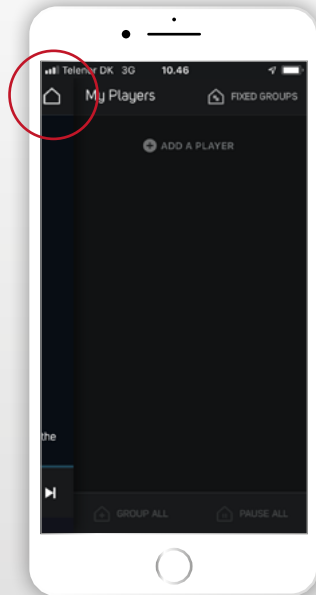 Telenor DK 3G 10.46
My Players FIXED GROUPS
ADD A PLAYER
the
GROUP ALL PAUSE ALL